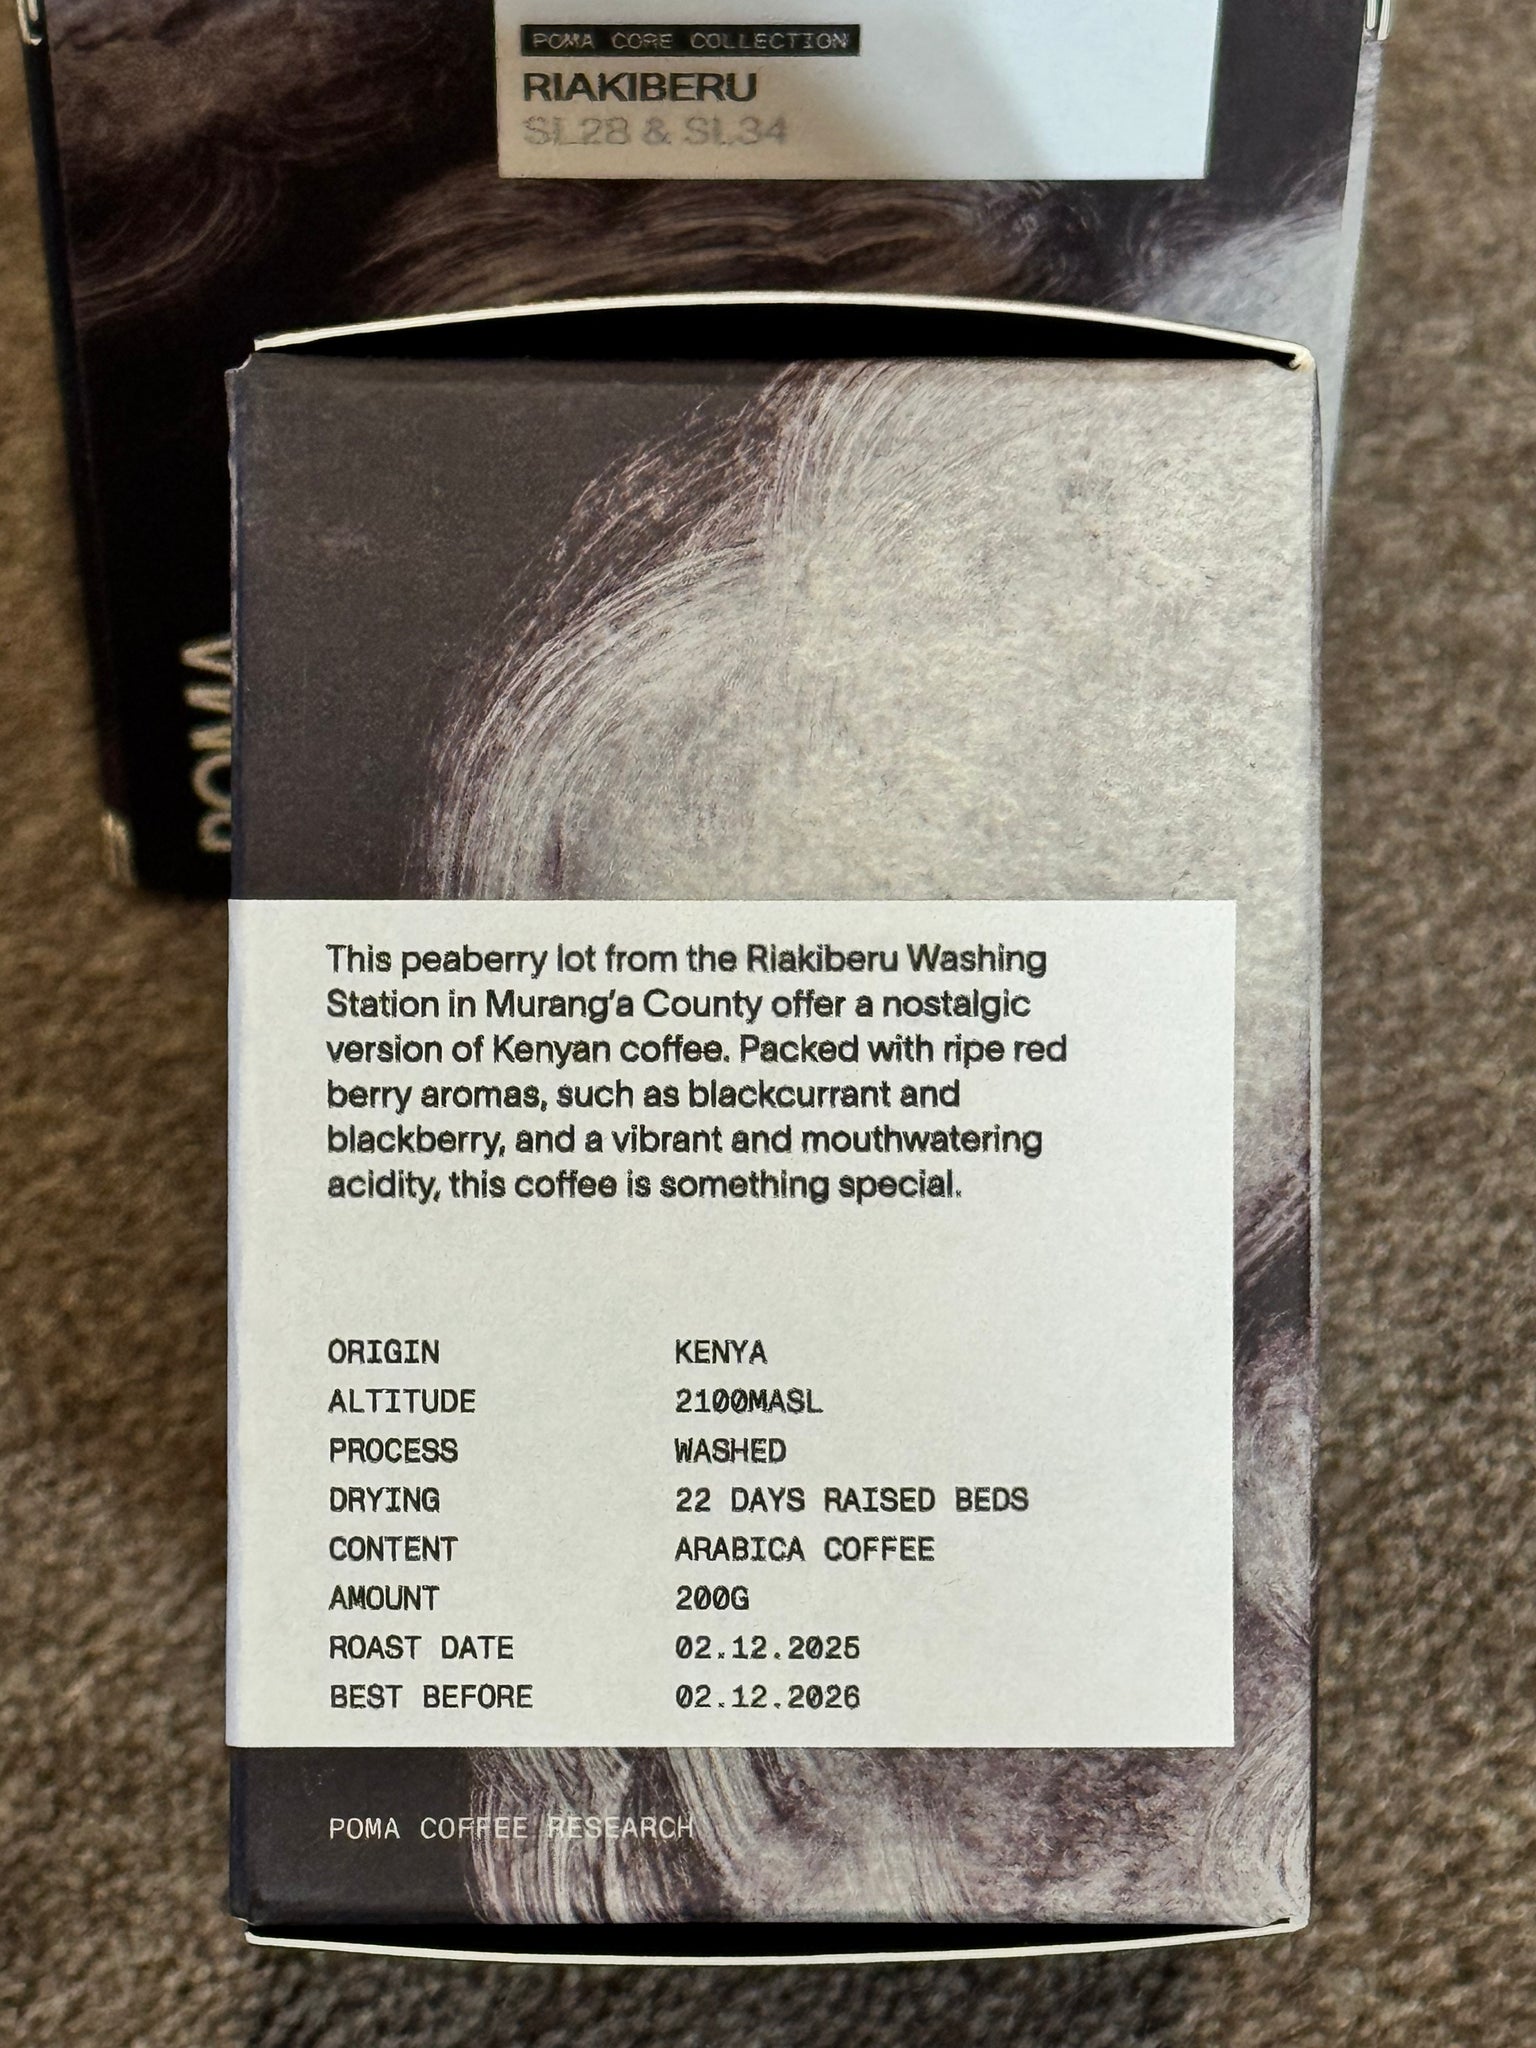 POMA CORE COLLECTION
RIAKIBERU
SL28 & SL34
POMA
This peaberry lot from the Riakiberu Washing
Station in Murang'a County offer a nostalgic
version of Kenyan coffee. Packed with ripe red
berry aromas, such as blackcurrant and
blackberry, and a vibrant and mouthwatering
acidity, this coffee is something special.
ORIGIN KENYA
ALTITUDE 2100MASL
PROCESS WASHED
DRYING 22 DAYS RAISED BEDS
CONTENT ARABICA COFFEE
AMOUNT 200G
ROAST DATE 02.12.2025
BEST BEFORE 02.12.2026
POMA COFFEE RESEARCH